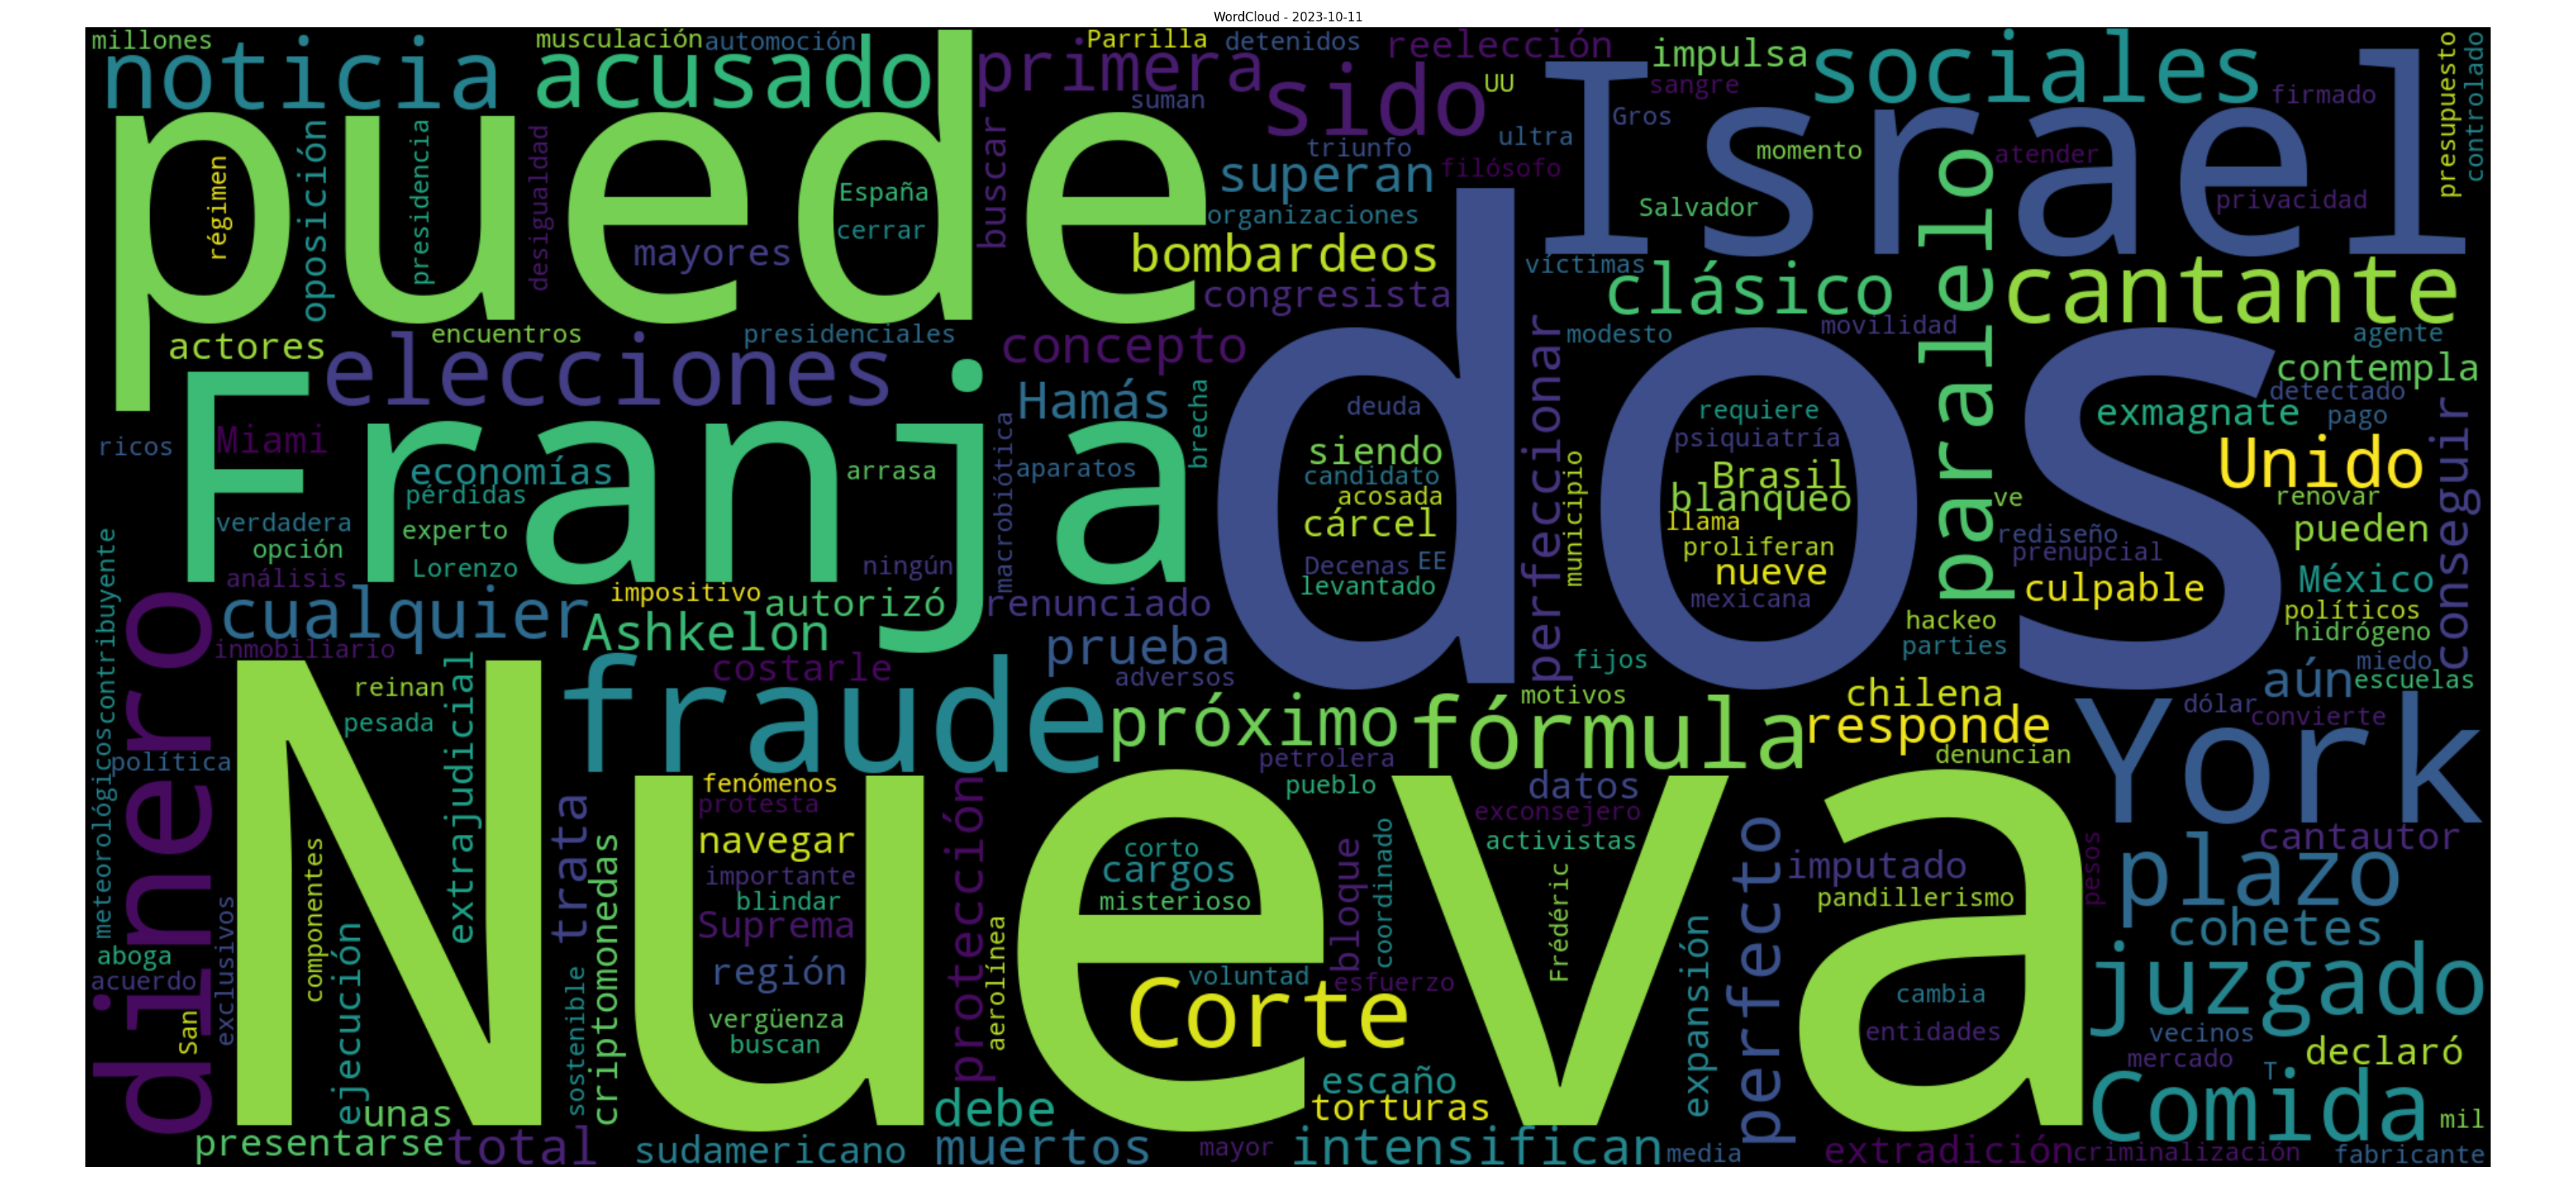 WordCloud - 2023-10-11
millones
musculación
automoción
Parrilla
detenidos
reelección
impulsa
sociales
presupuesto
controlado
noticia
acusado
primera
sido
UU
sangre
firmado
puede
Israel
suman
Gros
ultra
triunfo
momento
atender
filósofo
superan
oposición
presidencia
desigualdad
régimen
España
cerrar
mayores
buscar
organizaciones
Salvador
privacidad
bombardeos
víctimas
clásico
paralelo
cantante
congresista
actores
encuentros
presidenciales
elecciones
concepto
modesto
movilidad
agente
contempla
dos
perfeccionar
Franja
Hamás
brecha
deuda
requiere
detectado
exmagnate
pago
ricos
Miami
psiquiatría
Unido
conseguir
siendo
economías
arrasa
macrobiótica
aparatos
candidato
Brasil
blanqueo
pérdidas
acosada
municipio
ve
renovar
verdadera
experto
cárcel
llama
rediseño
pueden
opción
proliferan
prenupcial
análisis
Lorenzo
ningún
Decenas
EE
nueve
México
culpable
levantado
mexicana
políticos
impositivo
autorizó
renunciado
hackeo
hidrógeno
cualquier
Ashkelon
prueba
parties
inmobiliario
costarle
adversos
fijos
miedo
aún
escuelas
contribuyente
meteorológicos
dinero
reinan
extrajudicial
fraude
motivos
chilena
dólar
convierte
York
pesada
próximo
fórmula
responde
política
petrolera
denuncian
Nueva
fenómenos
pueblo
datos
protesta
protección
exconsejero
navegar
corto
coordinado
activistas
cantautor
pesos
componentes
trata
criptomonedas
importante
cargos
bloque
Frédéric
perfecto
imputado
plazo
blindar
misterioso
pandillerismo
exclusivos
Suprema
cohetes
aboga
ejecución
acuerdo
región
aerolínea
voluntad
esfuerzo
expansión
cambia
juzgado
San
sostenible
vergüenza
Corte
entidades
vecinos
buscan
mercado
declaró
T
escaño
unas
debe
torturas
Comida
mil
presentarse
total
sudamericano
muertos
mayor
intensifican
media
extradición
criminalización
fabricante